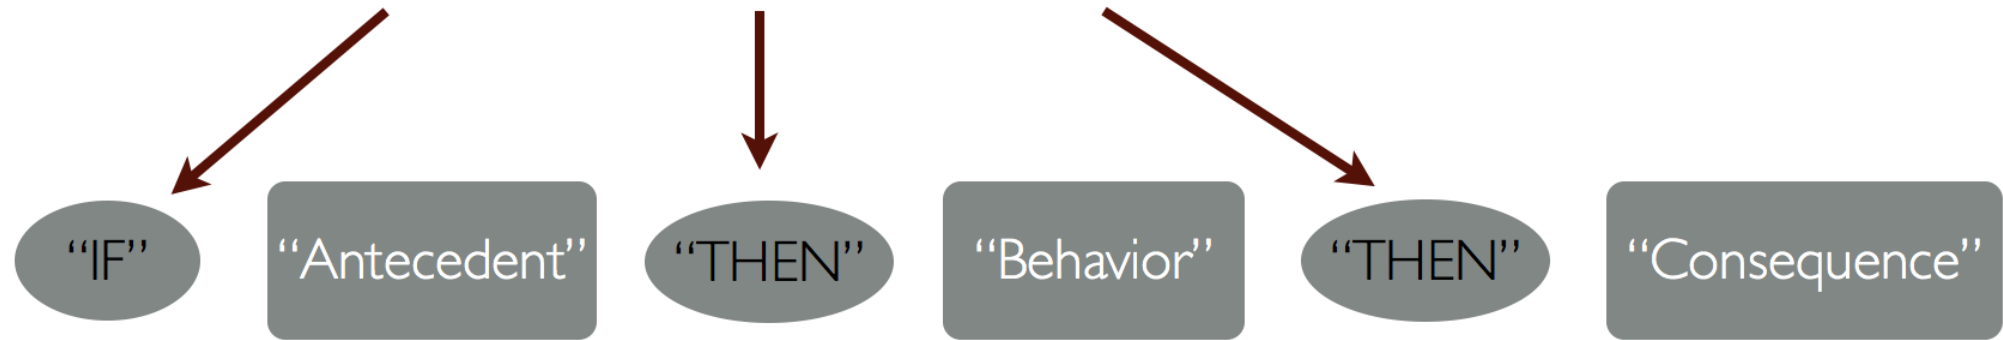 “IF” “Antecedent” “THEN” “Behavior” “THEN” “Consequence”